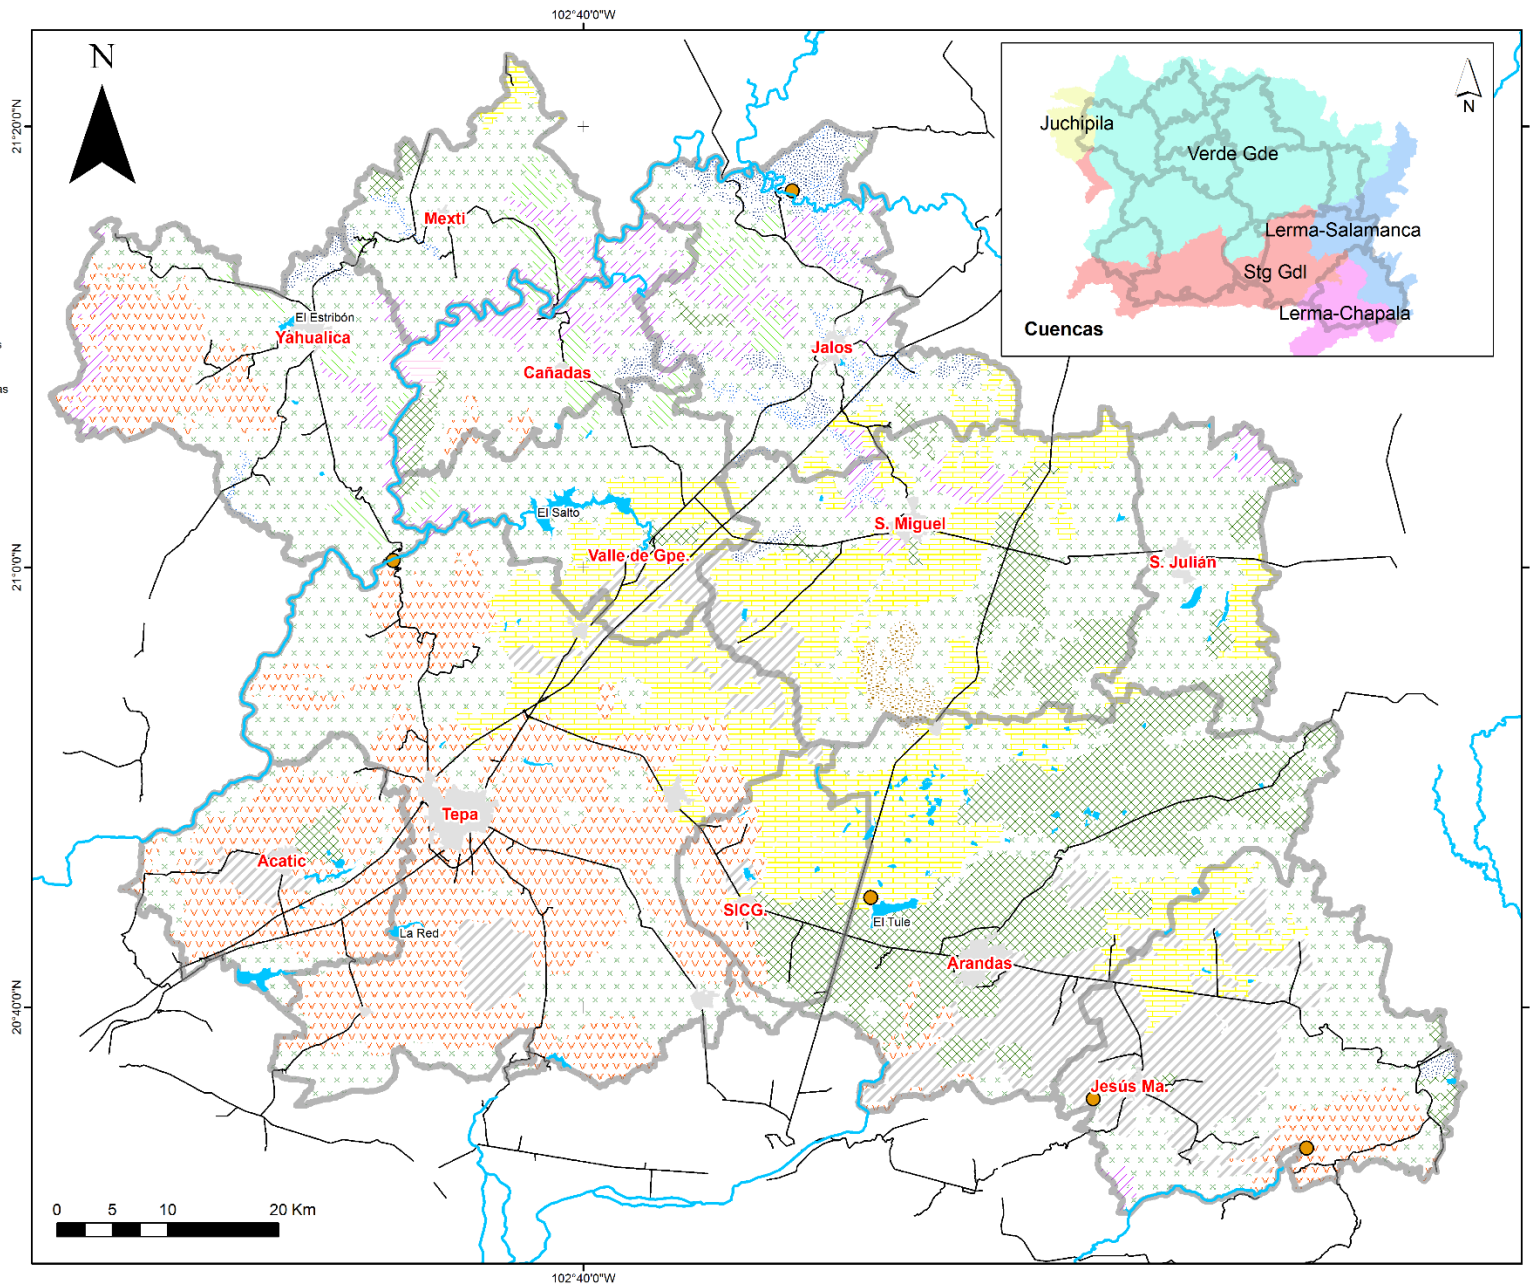 102°40'0"W
N
21°20'0"N
21°0'0"N
20°40'0"N
s
as
Mexti
El Estribón
Yahualica
Cañadas
Jalos
El Salto
Valle de Gpe.
S. Miguel
S. Julián
Tepa
Acatic
La Red
SICG
El Tule
Arandas
Jesús Ma.
N
Juchipila
Verde Gde
Lerma-Salamanca
Stg Gdl
Lerma-Chapala
Cuencas
0 5 10 20 Km
102°40'0"W